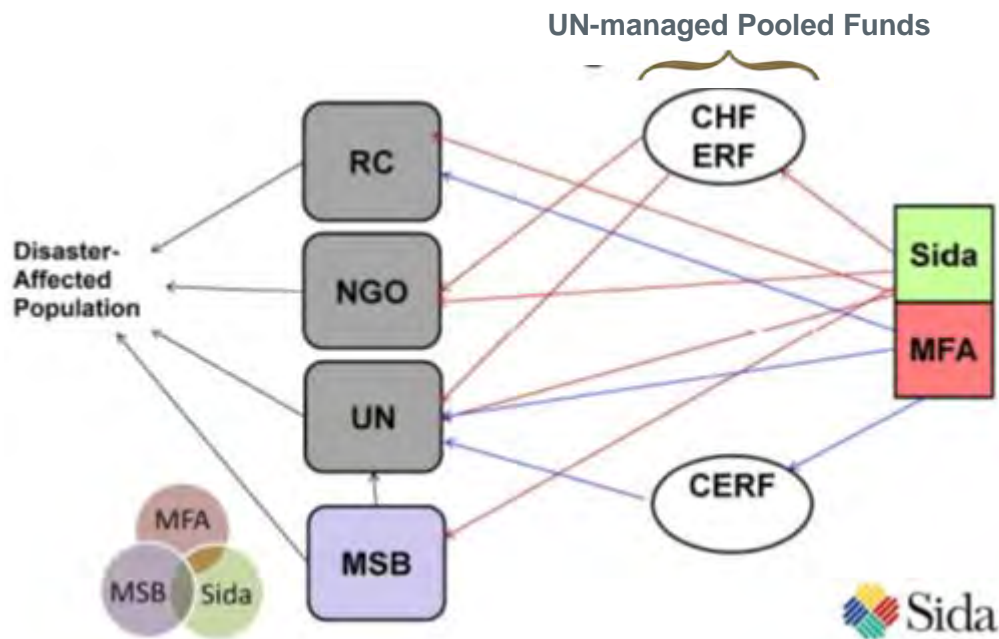 UN-managed Pooled Funds
CHF
ERF
RC
Sida
Disaster-
Affected
Population
NGO
MFA
UN
CERF
MFA
MSB
MSB
Sida
Sida